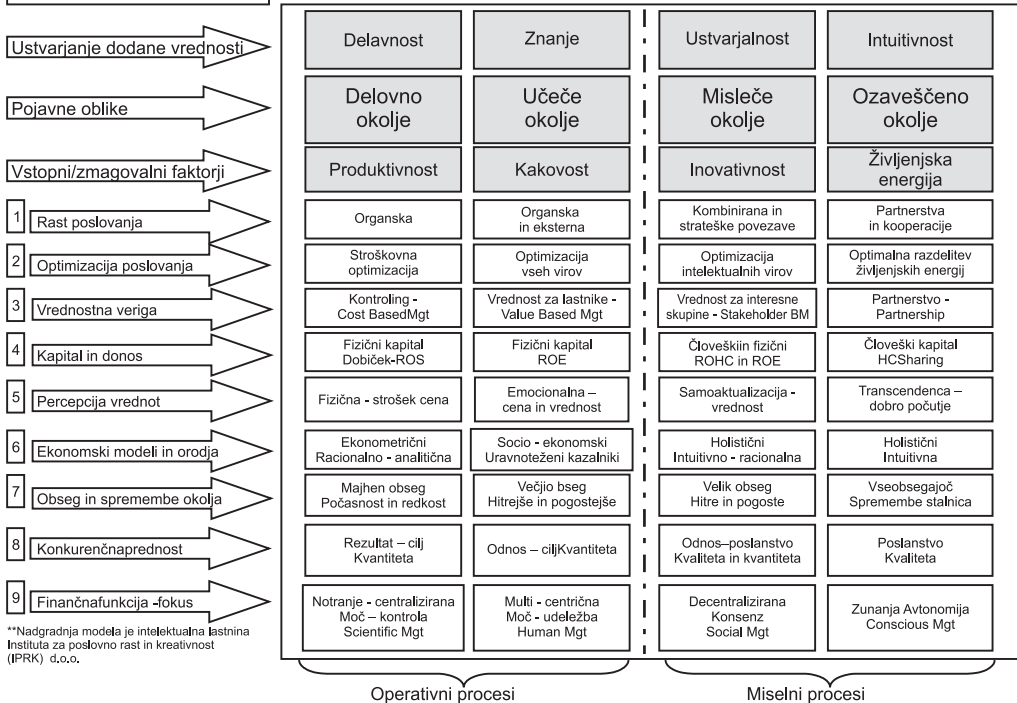 Ustvarjanje dodane vrednosti
Delavnost
Znanje
Ustvarjalnost
Intuitivnost
Pojavne oblike
Delovno
okolje
Učeče
okolje
Misleče
okolje
Ozaveščeno
okolje
Vstopni/zmagovalni faktorji
Produktivnost
Kakovost
Inovativnost
Življenjska
energija
1 Rast poslovanja
Organska
Organska
in eksterna
Kombinirana in
strateške povezave
Partnerstva
in kooperacije
2 Optimizacija poslovanja
Stroškovna
optimizacija
Optimizacija
vseh virov
Optimizacija
intelektualnih virov
Optimalna razdelitev
življenjskih energij
3 Vrednostna veriga
Kontroling -
Cost BasedMgt
Vrednost za lastnike -
Value Based Mgt
Vrednost za interesne
skupine - Stakeholder BM
Partnerstvo -
Partnership
4 Kapital in donos
Fizični kapital
Dobiček-ROS
Fizični kapital
ROE
Človeškiin fizični
ROHC in ROE
Človeški kapital
HCSharing
5 Percepcija vrednot
Fizična - strošek cena
Emocionalna –
cena in vrednost
Samoaktualizacija -
vrednost
Transcendenca –
dobro počutje
6 Ekonomski modeli in orodja
Ekonometrični
Racionalno - analitična
Socio - ekonomski
Uravnoteženi kazalniki
Holistični
Intuitivno - racionalna
Holistični
Intuitivna
7 Obseg in spremembe okolja
Majhen obseg
Počasnost in redkost
Večjio bseg
Hitrejše in pogostejše
Velik obseg
Hitre in pogoste
Vseobsegajoč
Spremembe stalnica
8 Konkurenčnaprednost
Rezultat – cilj
Kvantiteta
Odnos – ciljKvantiteta
Odnos–poslanstvo
Kvaliteta in kvantiteta
Poslanstvo
Kvaliteta
9 Finančnafunkcija -fokus
Notranje - centralizirana
Moč – kontrola
Scientific Mgt
Multi - centrična
Moč - udeležba
Human Mgt
Decentralizirana
Konsenz
Social Mgt
Zunanja Avtonomija
Conscious Mgt
**Nadgradnja modela je intelektualna lastnina
Instituta za poslovno rast in kreativnost
(IPRK) d.o.o.
Operativni procesi
Miselni procesi